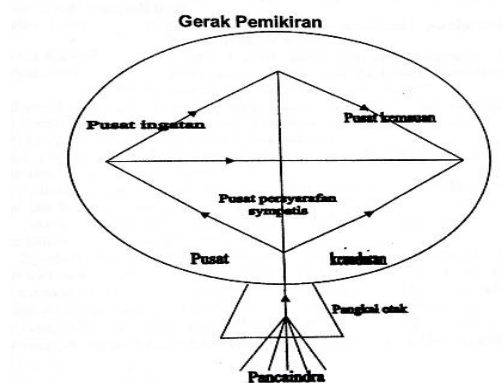 Gerak Pemikiran
Pusat ingatan
Pusat kemauan
Pusat persyarafan
sympatis
Pusat kesadaran
Pangkal otak
Pancaindra